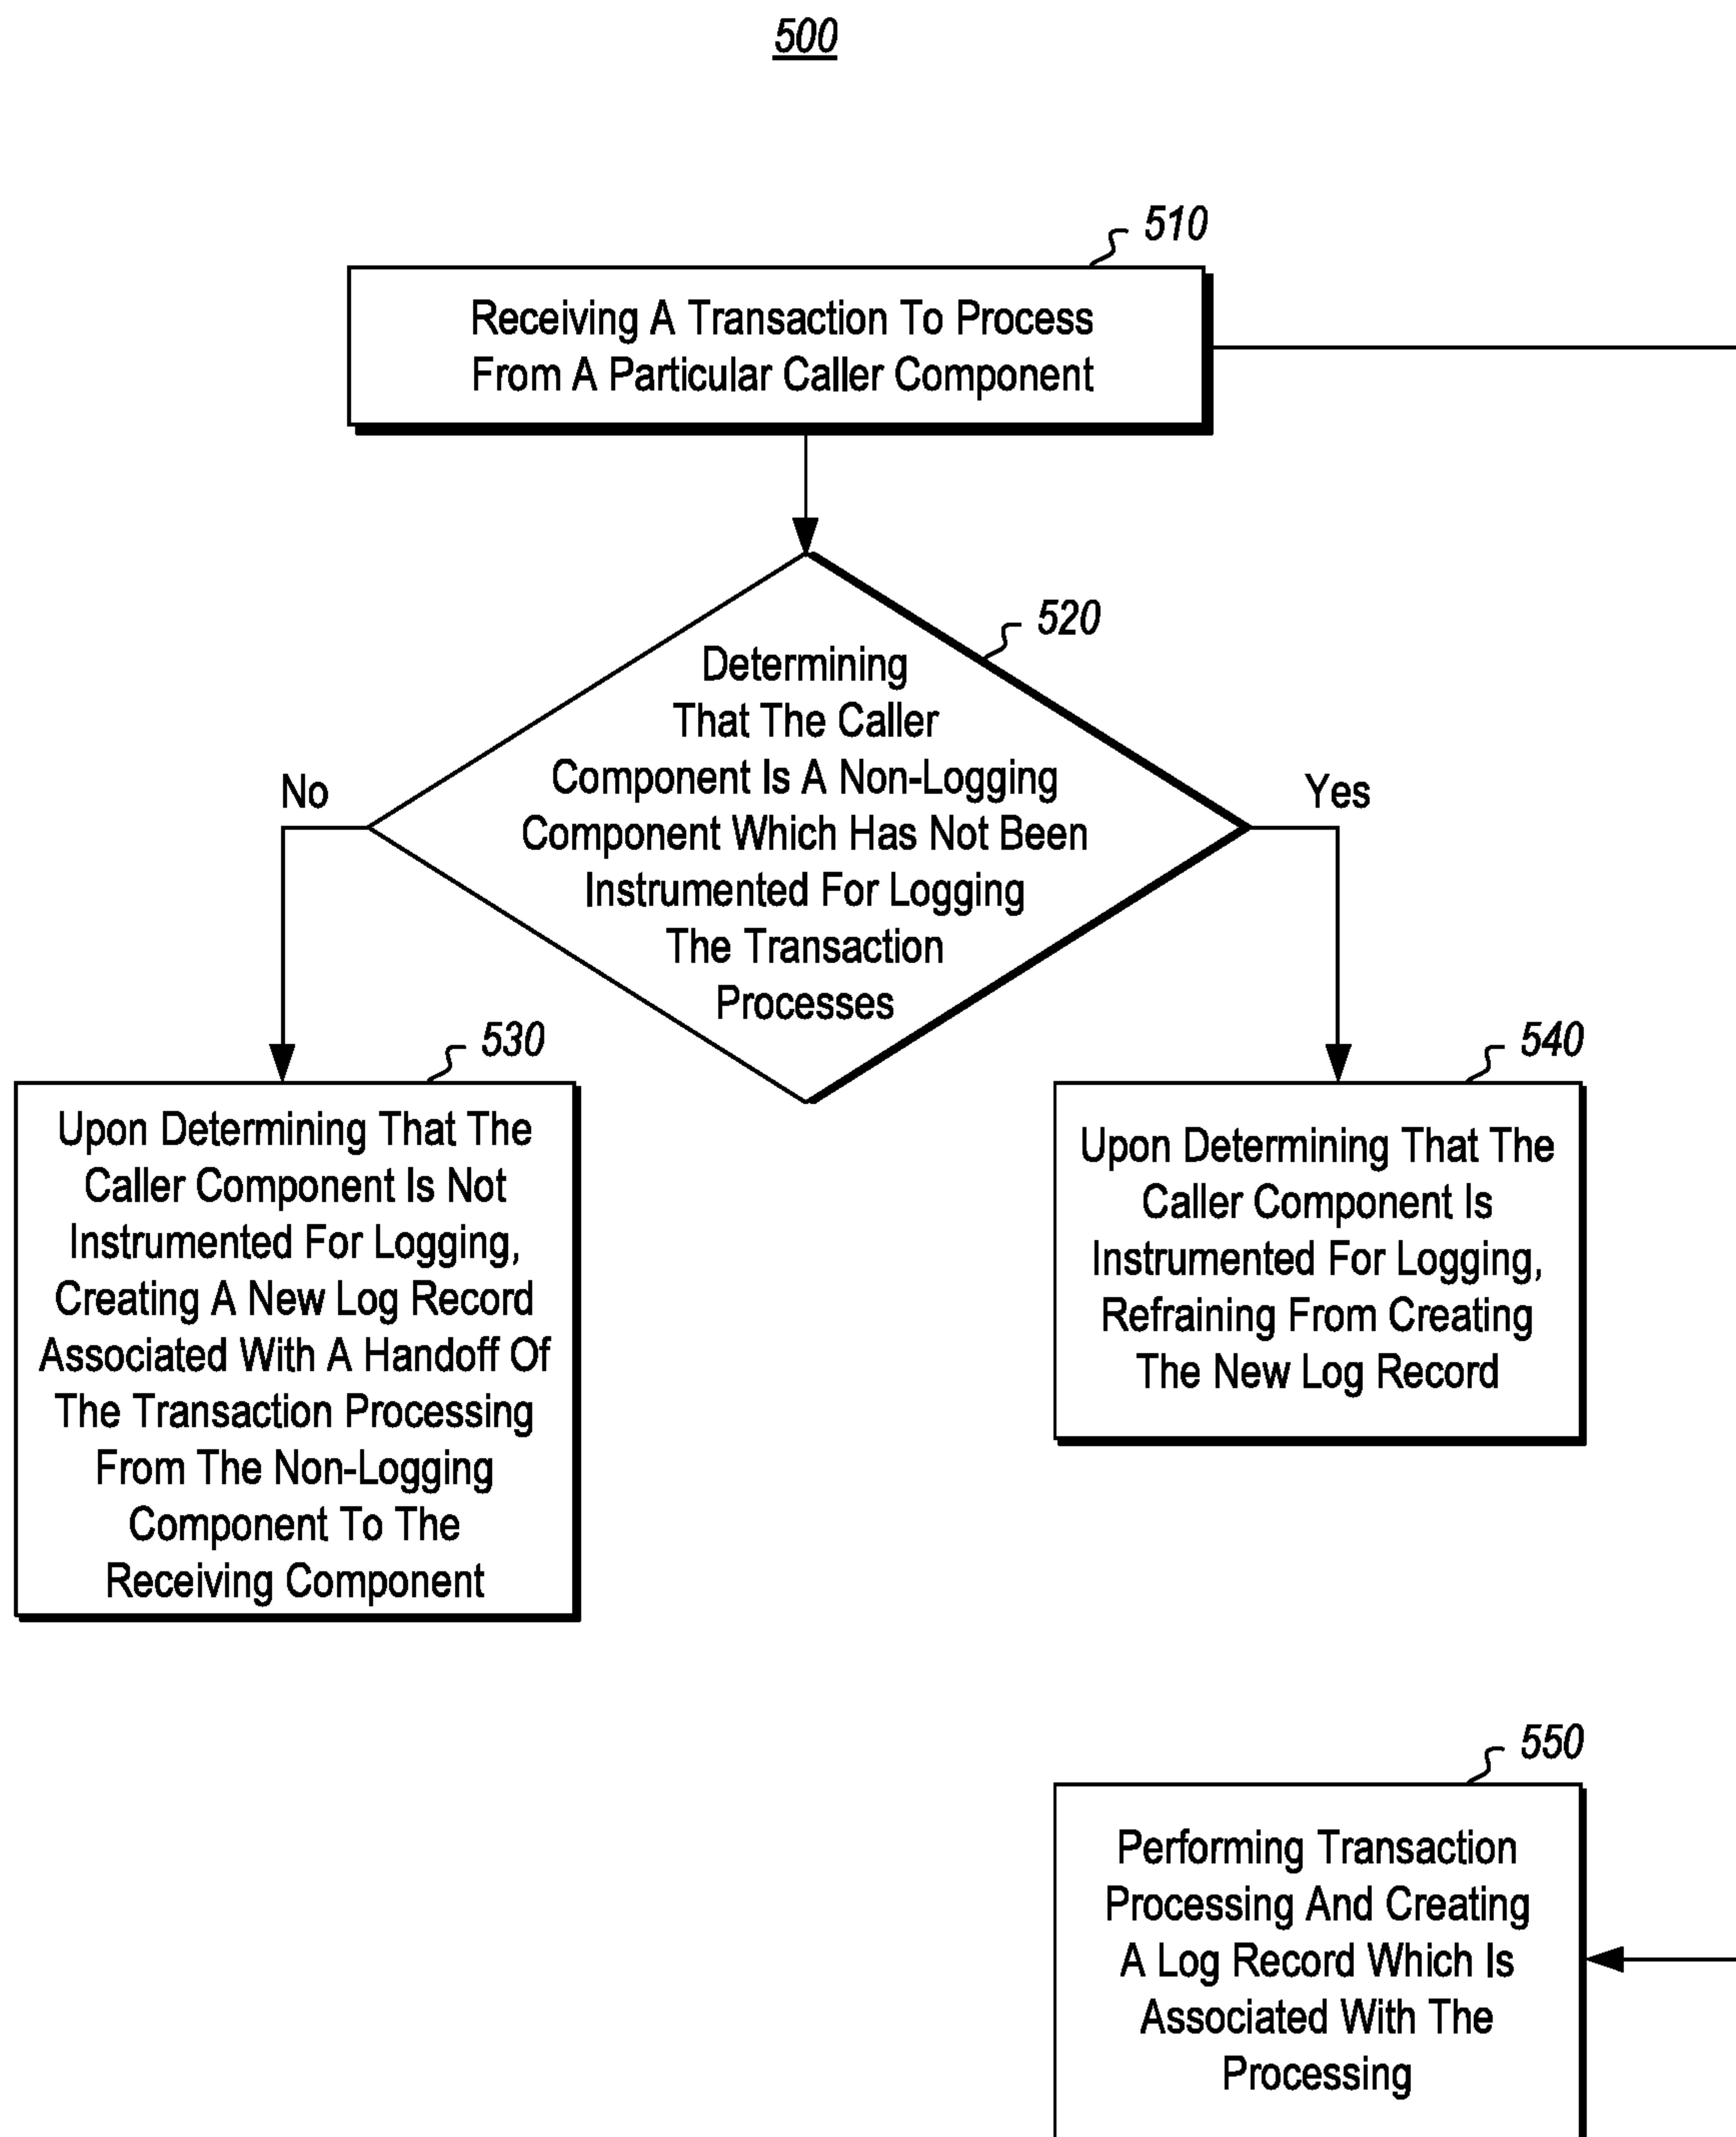 500
510
Receiving A Transaction To Process
From A Particular Caller Component
520
Determining
That The Caller
Component Is A Non-Logging
Component Which Has Not Been
Instrumented For Logging
The Transaction
Processes
No
Yes
530
Upon Determining That The
Caller Component Is Not
Instrumented For Logging,
Creating A New Log Record
Associated With A Handoff Of
The Transaction Processing
From The Non-Logging
Component To The
Receiving Component
540
Upon Determining That The
Caller Component Is
Instrumented For Logging,
Refraining From Creating
The New Log Record
550
Performing Transaction
Processing And Creating
A Log Record Which Is
Associated With The
Processing